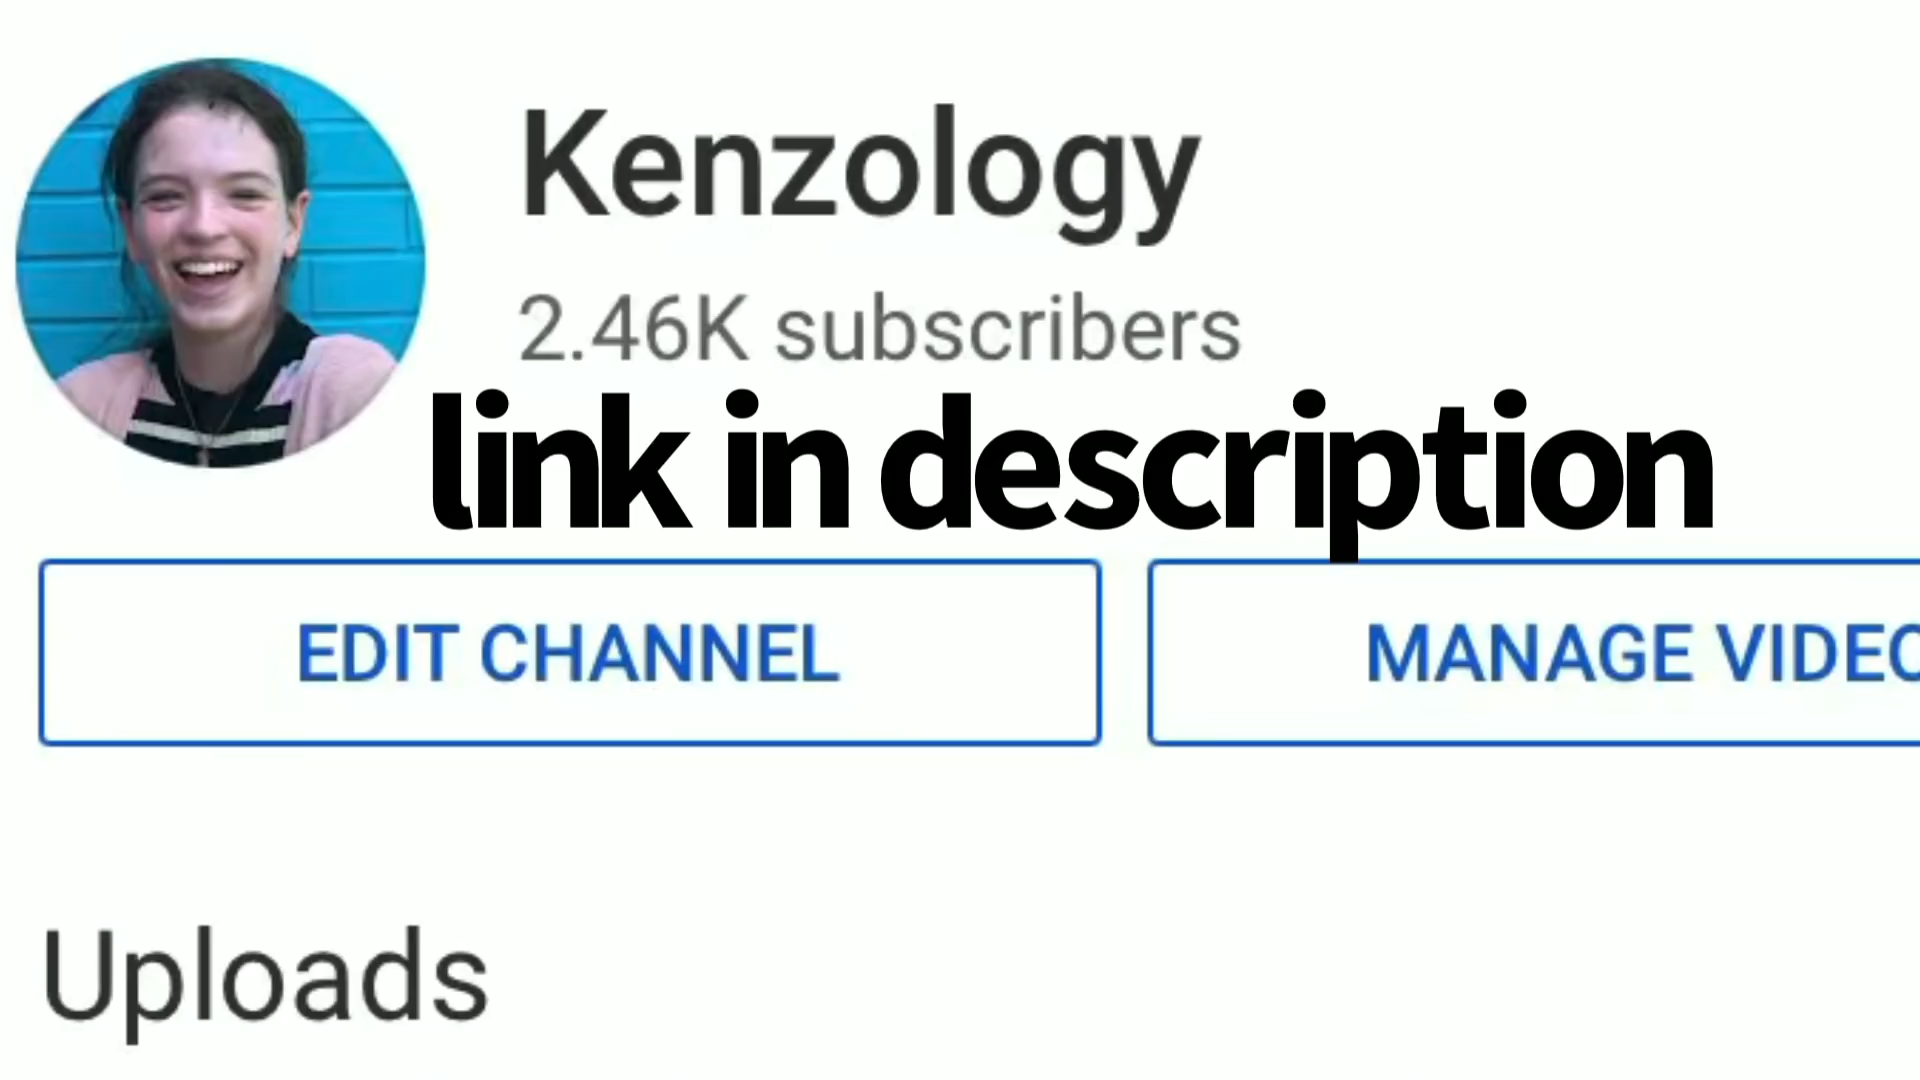 Kenzology
2.46K subscribers
link in description
EDIT CHANNEL
MANAGE VIDEO
Uploads